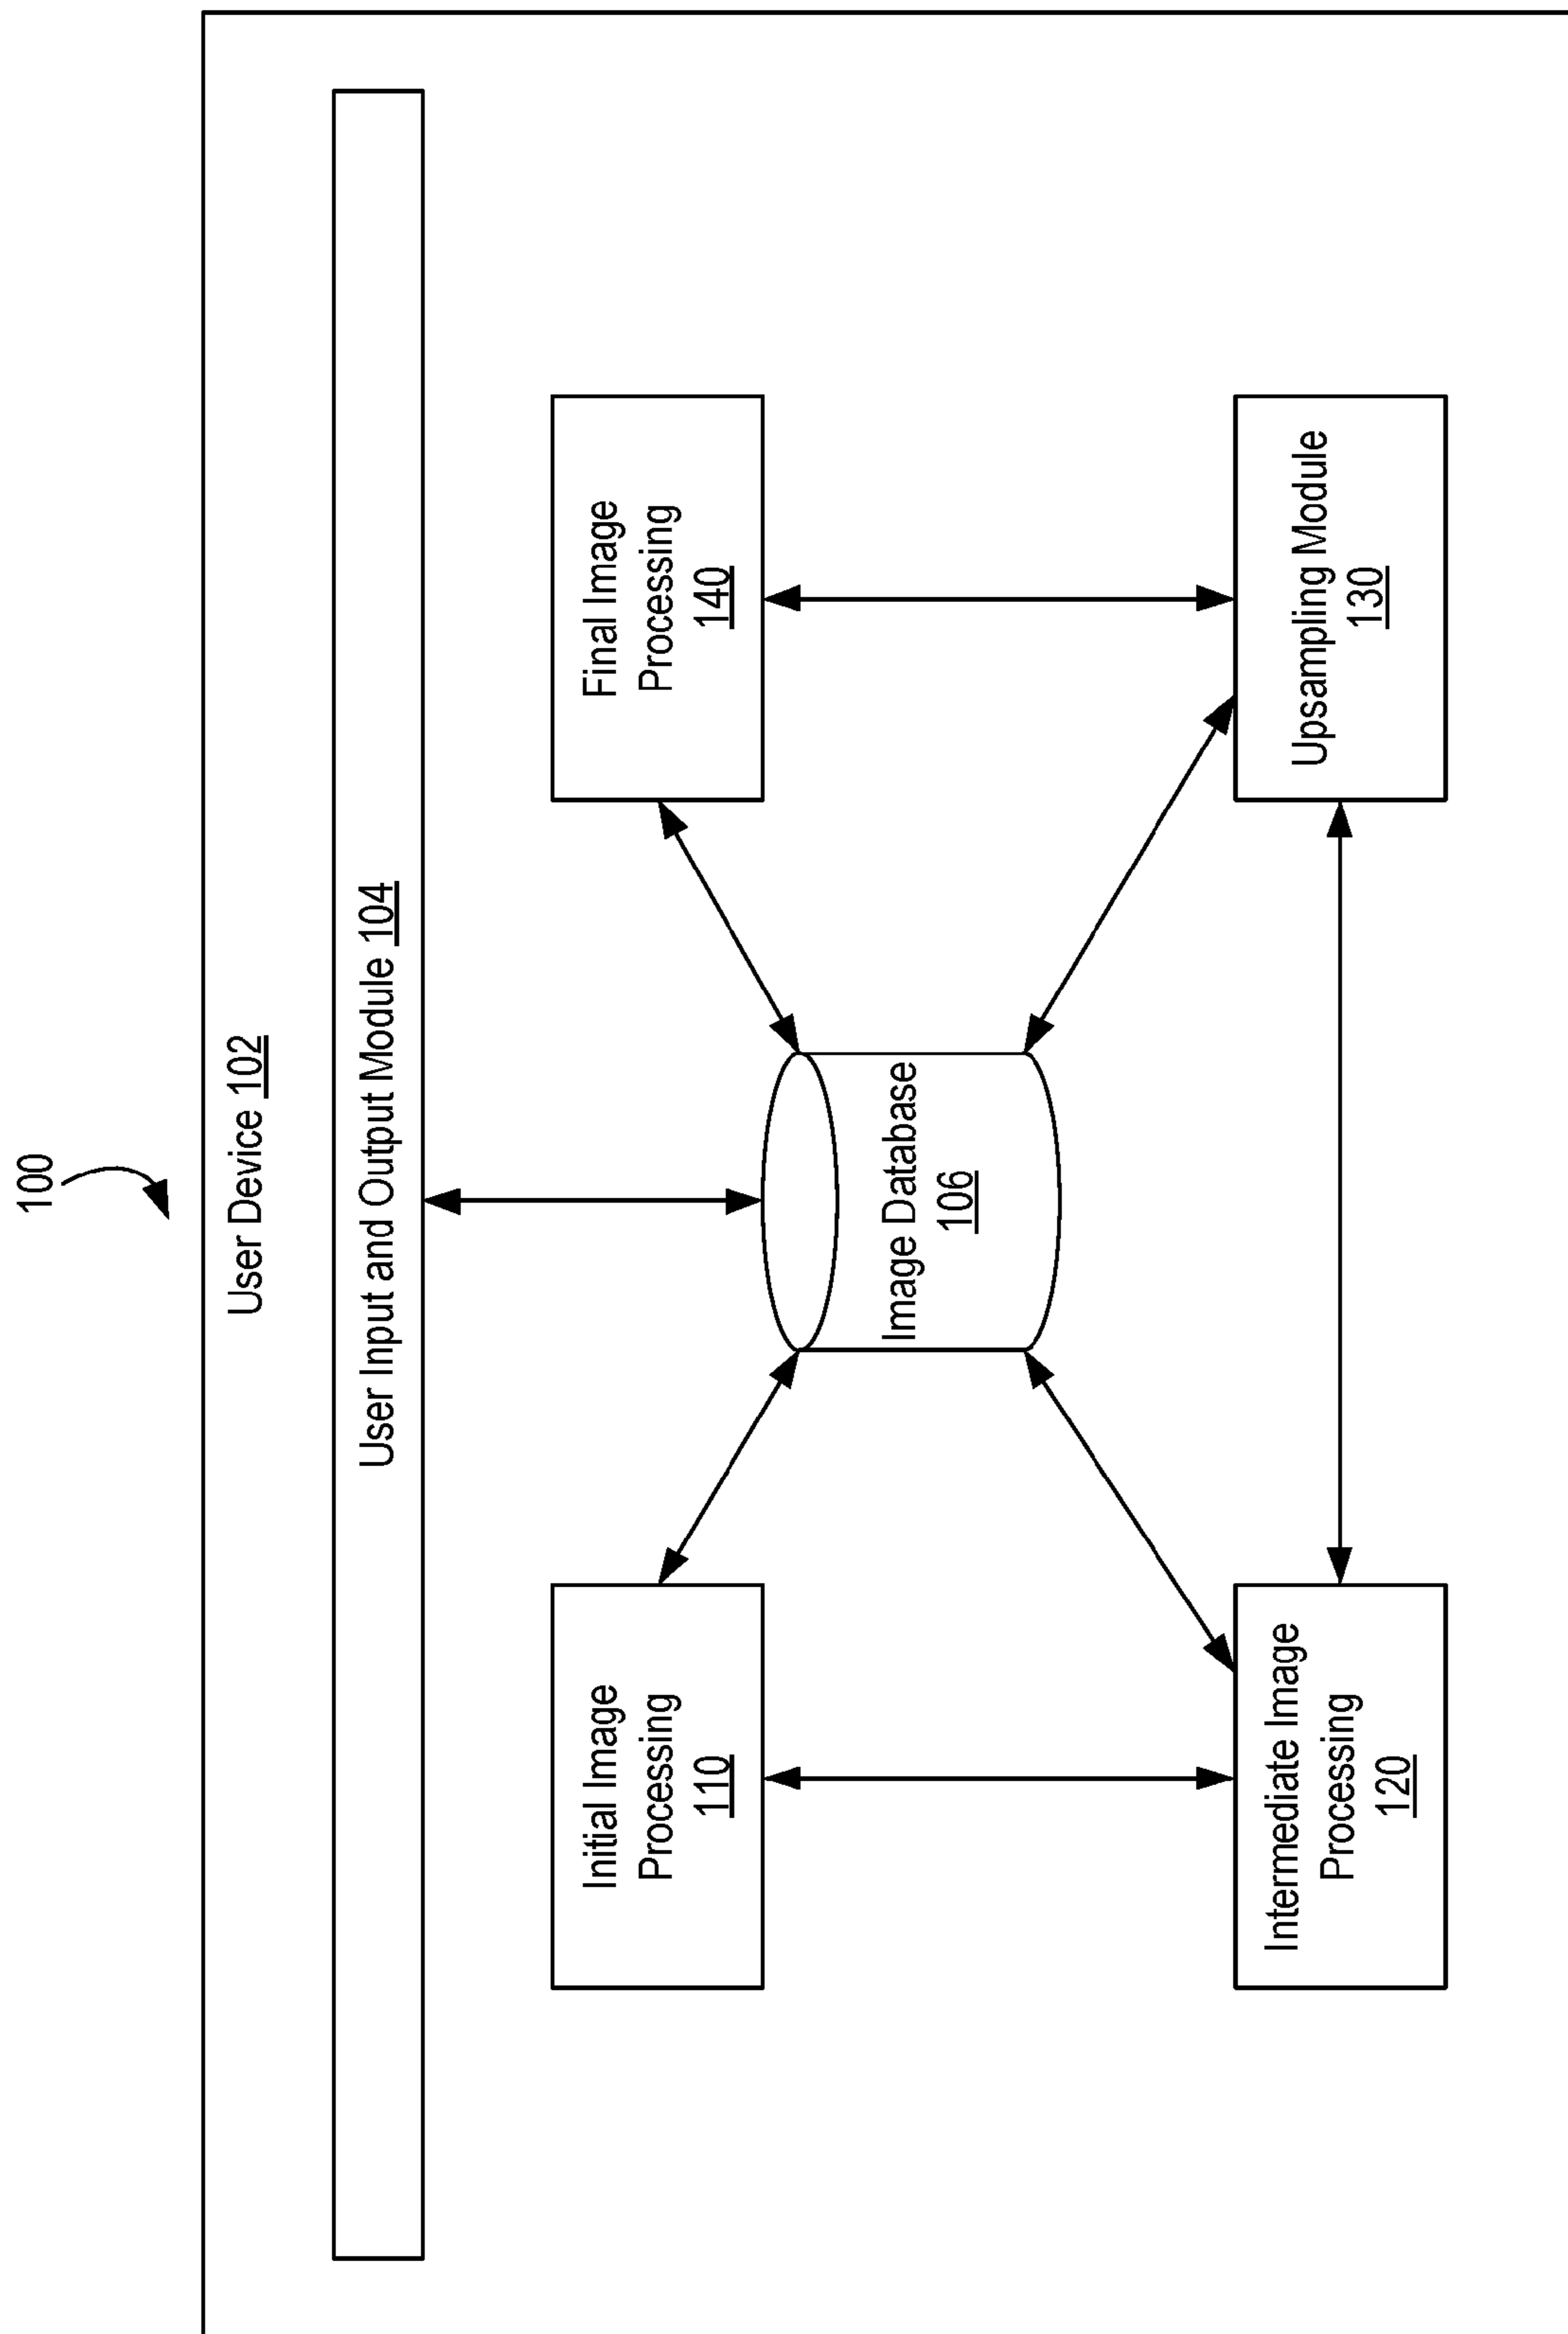 100
User Device 102
User Input and Output Module 104
Initial Image
Processing
110
Final Image
Processing
140
Image Database
106
Intermediate Image
Processing
120
Upsampling Module
130